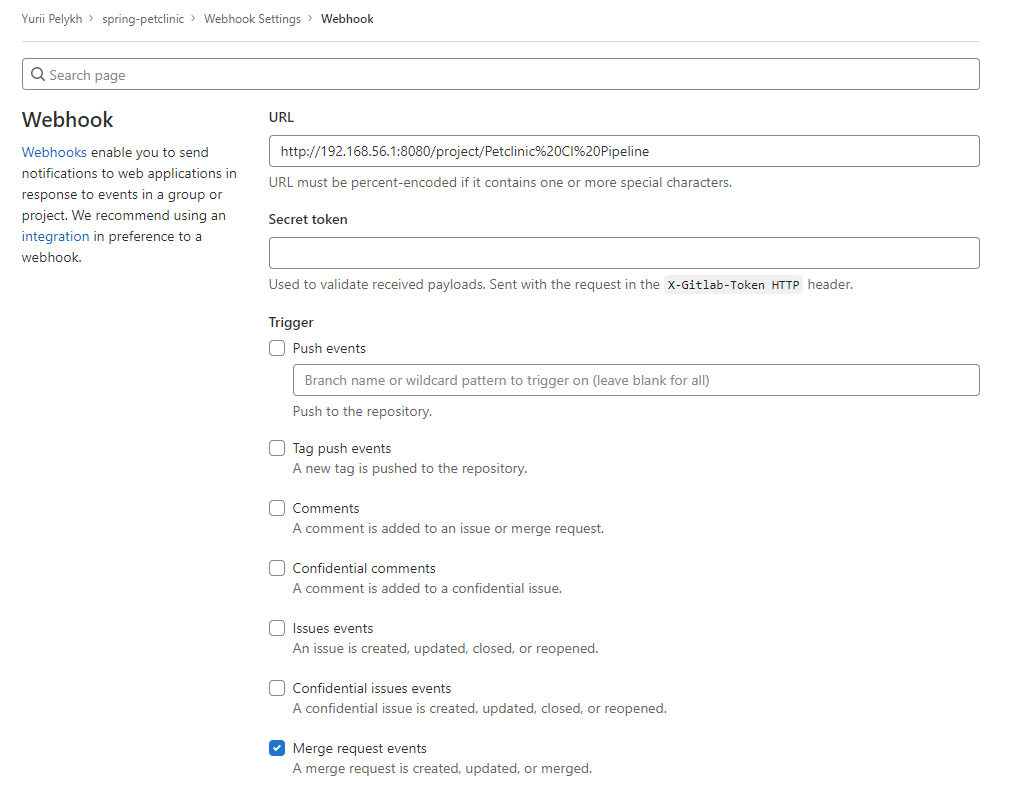 Yurii Pelykh > spring-petclinic > Webhook Settings > Webhook
Search page
Webhook
Webhooks enable you to send
notifications to web applications in
response to events in a group or
project. We recommend using an
integration in preference to a
webhook.
URL
http://192.168.56.1:8080/project/Petclinic%20CI%20Pipeline
URL must be percent-encoded if it contains one or more special characters.
Secret token
Used to validate received payloads. Sent with the request in the X-Gitlab-Token HTTP header.
Trigger
Push events
Branch name or wildcard pattern to trigger on (leave blank for all)
Push to the repository.
Tag push events
A new tag is pushed to the repository.
Comments
A comment is added to an issue or merge request.
Confidential comments
A comment is added to a confidential issue.
Issues events
An issue is created, updated, closed, or reopened.
Confidential issues events
A confidential issue is created, updated, closed, or reopened.
Merge request events
A merge request is created, updated, or merged.